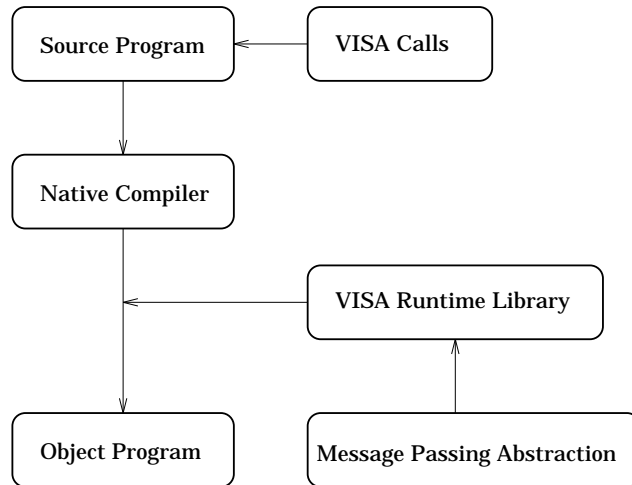 Source Program
VISA Calls
Native Compiler
VISA Runtime Library
Object Program
Message Passing Abstraction